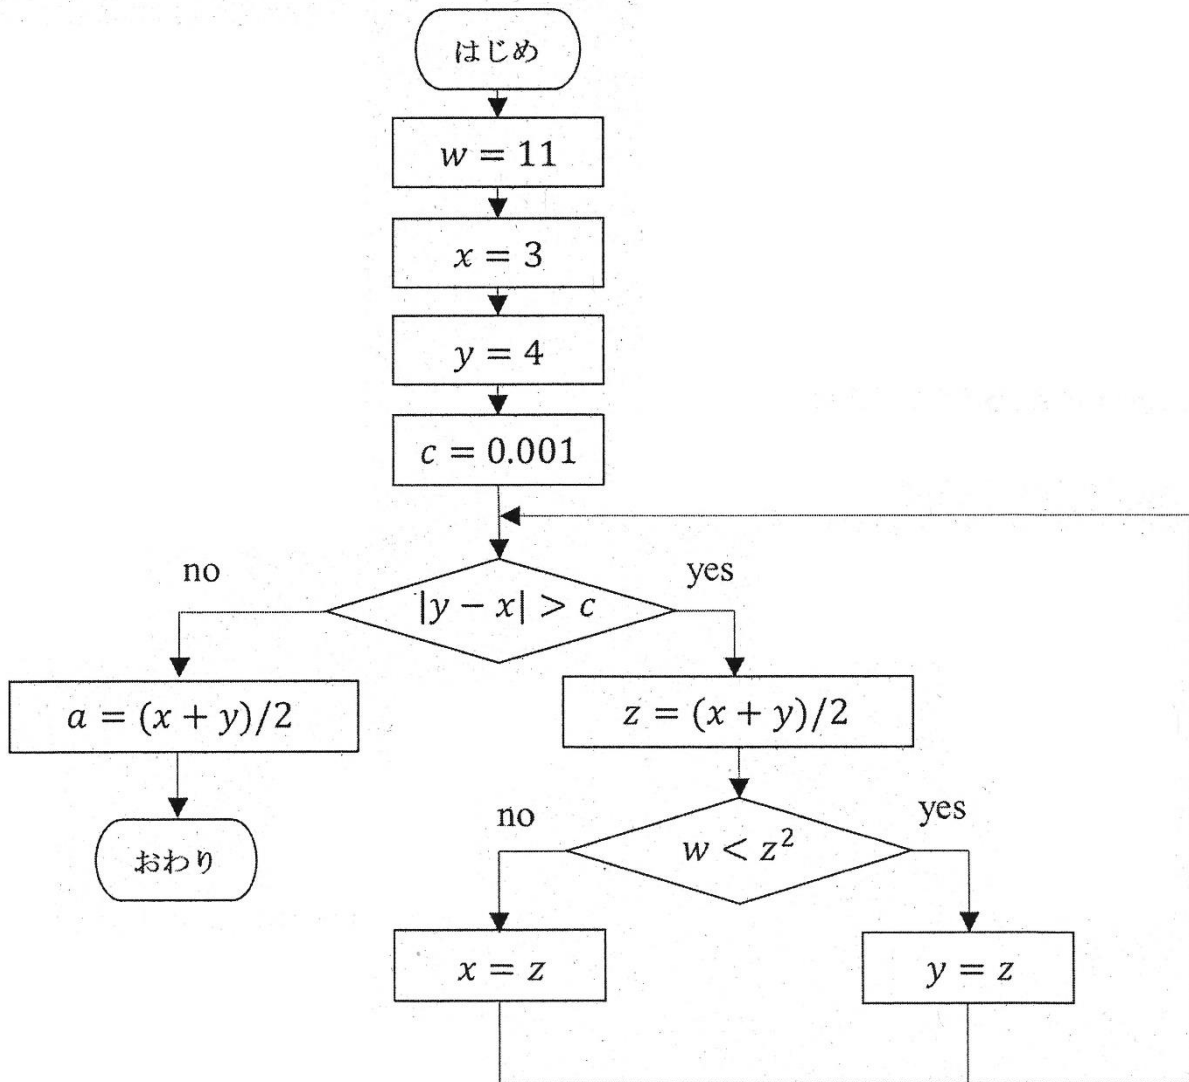 はじめ
w = 11
x = 3
y = 4
c = 0.001
no
yes
|y − x| > c
a = (x + y)/2
z = (x + y)/2
no
yes
w < z²
おわり
x = z
y = z